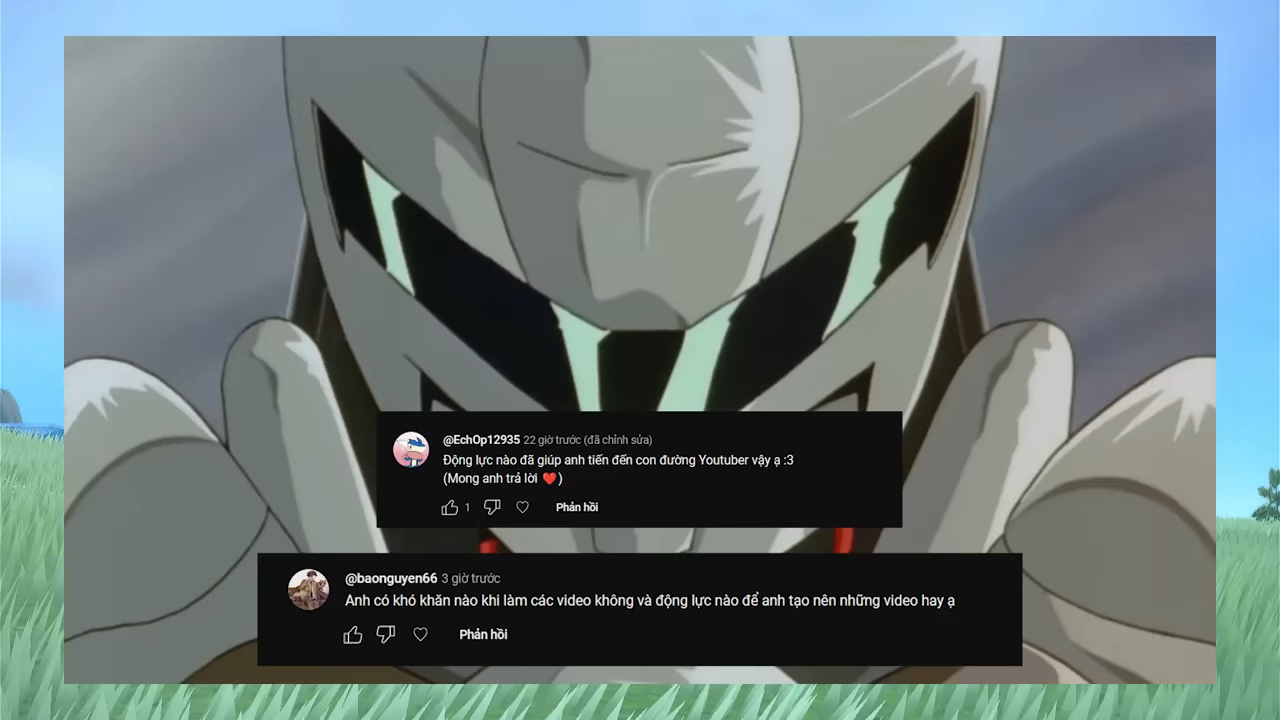 @EchOp12935 22 giờ trước (đã chỉnh sửa)
Động lực nào đã giúp anh tiến đến con đường Youtuber vậy ạ :3
(Mong anh trả lời ❤️)
1 Phản hồi
@baonguyen66 3 giờ trước
Anh có khó khăn nào khi làm các video không và động lực nào để anh tạo nên những video hay ạ
Phản hồi